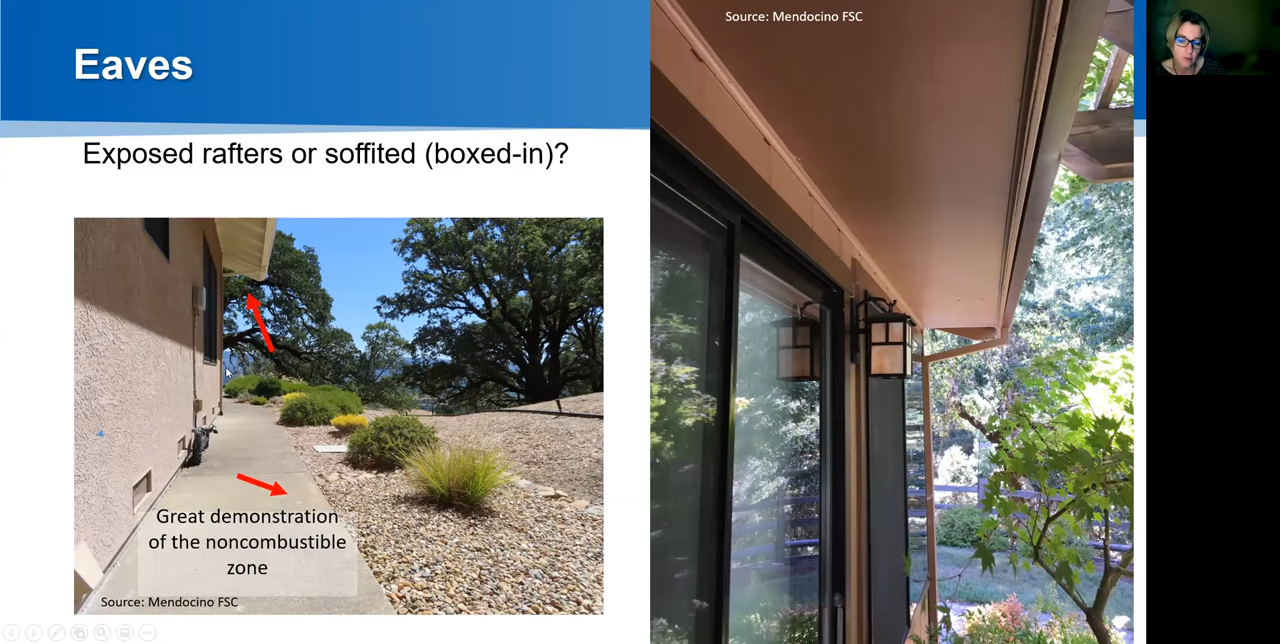 Eaves
Exposed rafters or soffited (boxed-in)?
Great demonstration
of the noncombustible
zone
Source: Mendocino FSC
Source: Mendocino FSC